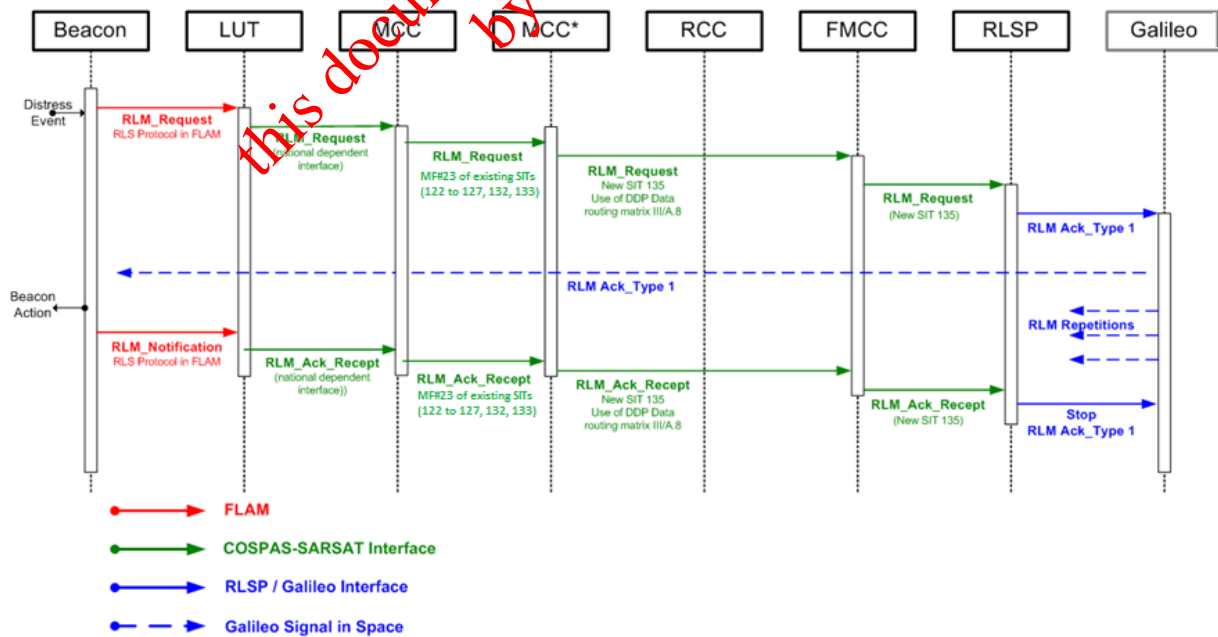 Beacon
LUT
MCC
MCC*
RCC
FMCC
RLSP
Galileo
this docu
by
Distress
Event
RLM_Request
RLS Protocol in FLAM
RLM_Request
(national dependent
interface)
RLM_Request
MF#23 of existing SITs
(122 to 127, 132, 133)
RLM_Request
New SIT 135
Use of DDP Data
routing matrix III/A.8
RLM_Request
(New SIT 135)
RLM Ack_Type 1
RLM Ack_Type 1
Beacon
Action
RLM Repetitions
RLM_Notification
RLS Protocol in FLAM
RLM_Ack_Recept
(national dependent
interface))
RLM_Ack_Recept
MF#23 of existing SITs
(122 to 127, 132, 133)
RLM_Ack_Recept
New SIT 135
Use of DDP Data
routing matrix III/A.8
RLM_Ack_Recept
(New SIT 135)
Stop
RLM Ack_Type 1
FLAM
COSPAS-SARSAT Interface
RLSP / Galileo Interface
Galileo Signal in Space